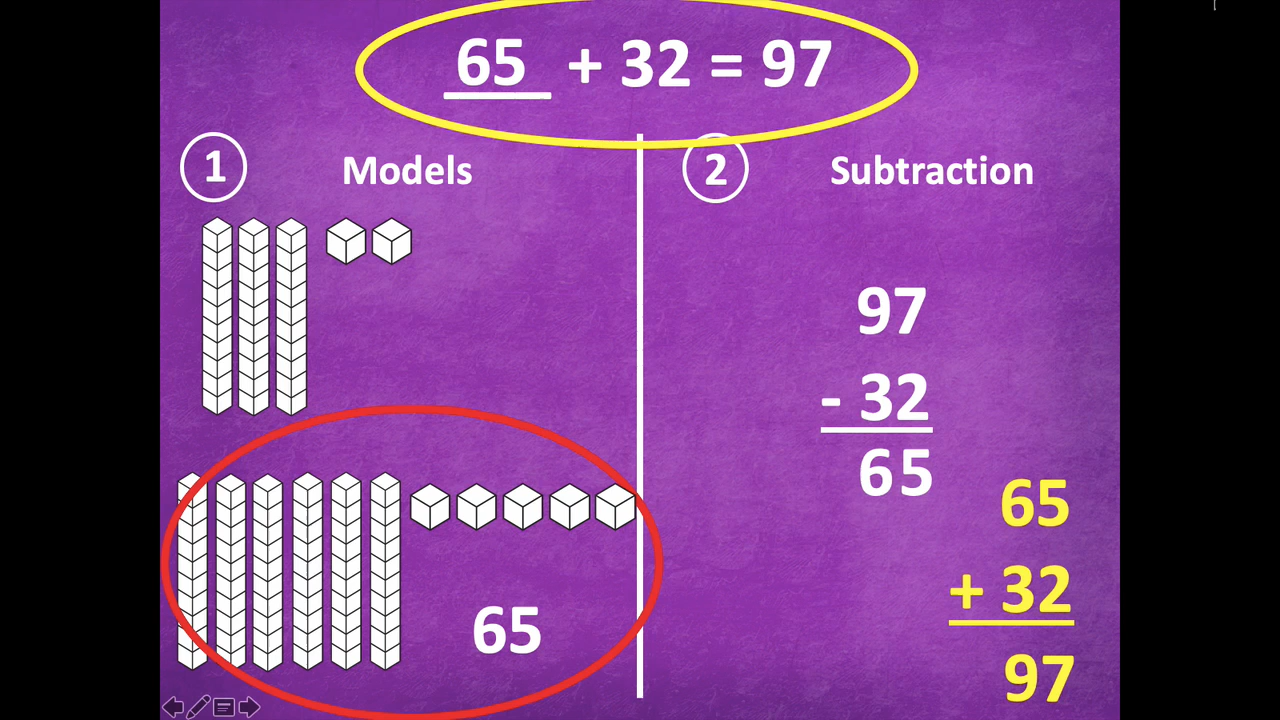 65 + 32 = 97
1 Models
65
2 Subtraction
97
- 32
65
65
+ 32
97